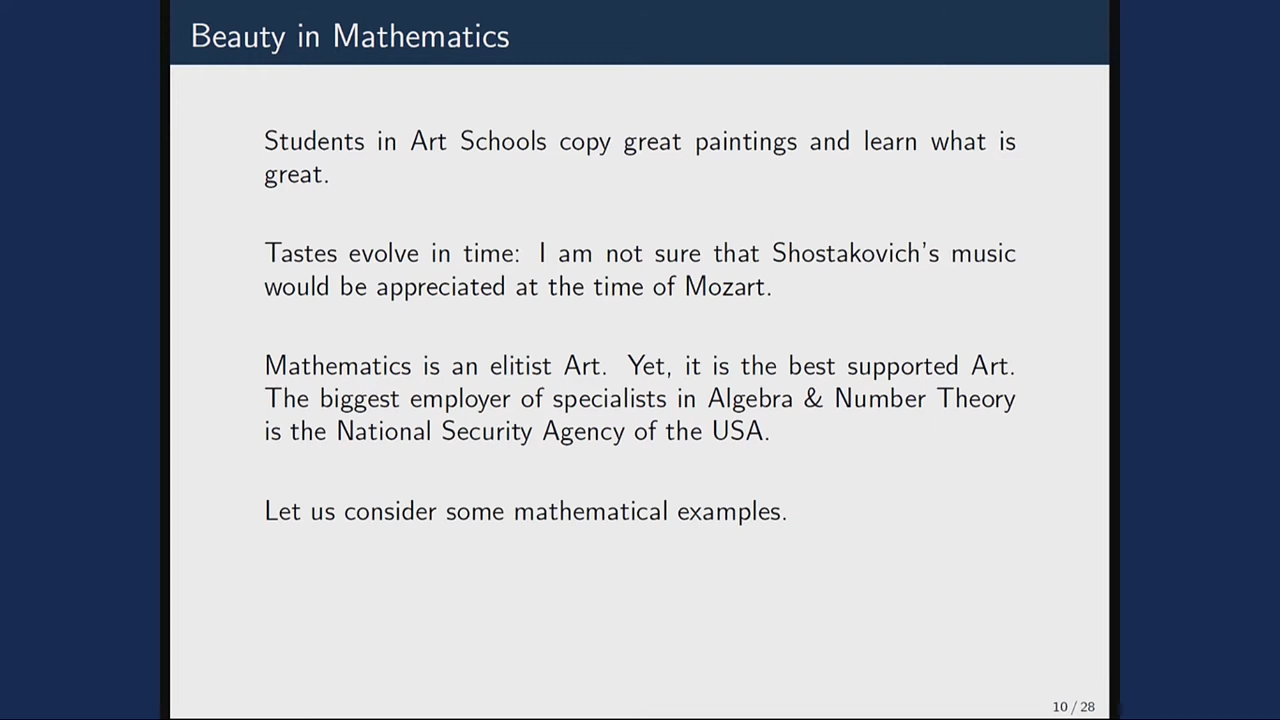 Beauty in Mathematics
Students in Art Schools copy great paintings and learn what is
great.
Tastes evolve in time: I am not sure that Shostakovich's music
would be appreciated at the time of Mozart.
Mathematics is an elitist Art. Yet, it is the best supported Art.
The biggest employer of specialists in Algebra & Number Theory
is the National Security Agency of the USA.
Let us consider some mathematical examples.
10 / 28